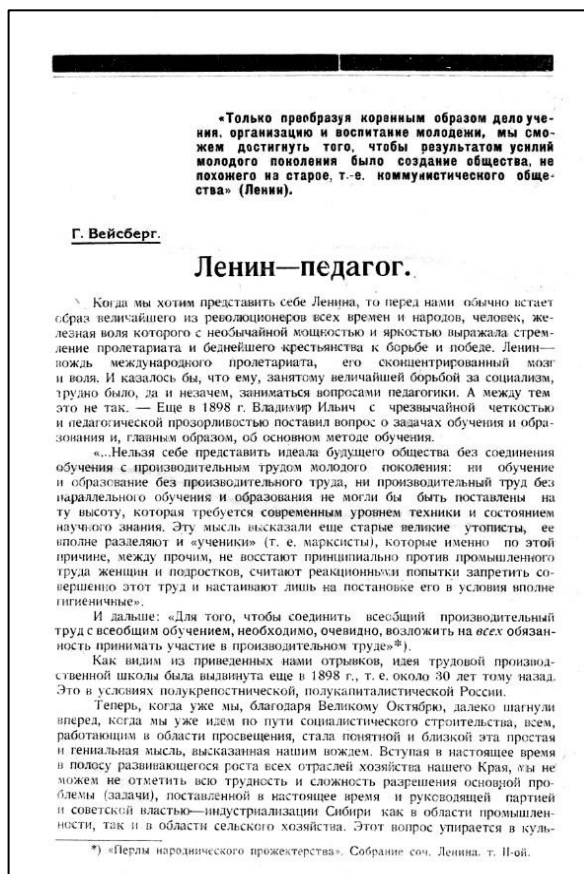 «Только преобразуя коренным образом дело уче-
ния, организацию и воспитание молодежи, мы смо-
жем достигнуть того, чтобы результатом усилий
молодого поколения было создание общества, не
похожего на старое, т.-е. коммунистического обще-
ства» (Ленин).
Г. Вейсберг.
Ленин—педагог.
Когда мы хотим представить себе Ленина, то перед нами обычно встает
образ величайшего из революционеров всех времен и народов, человек, же-
лезная воля которого с необычайной мощностью и яркостью выражала стрем-
ление пролетариата и беднейшего крестьянства к борьбе и победе. Ленин—
вождь международного пролетариата, его сконцентрированный мозг
и воля. И казалось бы, что ему, занятому величайшей борьбой за социализм,
трудно было, да и незачем, заниматься вопросами педагогики. А между тем
это не так. — Еще в 1898 г. Владимир Ильич с чрезвычайной четкостью
и педагогической прозорливостью поставил вопрос о задачах обучения и обра-
зования и, главным образом, об основном методе обучения.
«...Нельзя себе представить идеала будущего общества без соединения
обучения с производительным трудом молодого поколения: ни обучение
и образование без производительного труда, ни производительный труд без
параллельного обучения и образования не могли бы быть поставлены на
ту высоту, которая требуется современным уровнем техники и состоянием
научного знания. Эту мысль высказали еще старые великие утописты, ее
вполне разделяют и «ученики» (т. е. марксисты), которые именно по этой
причине, между прочим, не восстают принципиально против промышленного
труда женщин и подростков, считают реакционными попытки запретить со-
вершенно этот труд и настаивают лишь на постановке его в условия вполне
гигиеничные».
И дальше: «Для того, чтобы соединить всеобщий производительный
труд с всеобщим обучением, необходимо, очевидно, возложить на всех обязан-
ность принимать участие в производительном труде»*).
Как видим из приведенных нами отрывков, идея трудовой производ-
ственной школы была выдвинута еще в 1898 г., т. е. около 30 лет тому назад.
Это в условиях полукрепостнической, полукапиталистической России.
Теперь, когда уже мы, благодаря Великому Октябрю, далеко шагнули
вперед, когда мы уже идем по пути социалистического строительства, всем,
работающим в области просвещения, стала понятной и близкой эта простая
и гениальная мысль, высказанная нашим вождем. Вступая в настоящее время
в полосу развивающегося роста всех отраслей хозяйства нашего Края, мы не
можем не отметить всю трудность и сложность разрешения основной про-
блемы (задачи), поставленной в настоящее время и руководящей партией
и советской властью—индустриализации Сибири как в области промышлен-
ности, так и в области сельского хозяйства. Этот вопрос упирается в куль-
*) «Перлы народнического прожектерства». Собрание соч. Ленина. т. II-ой.